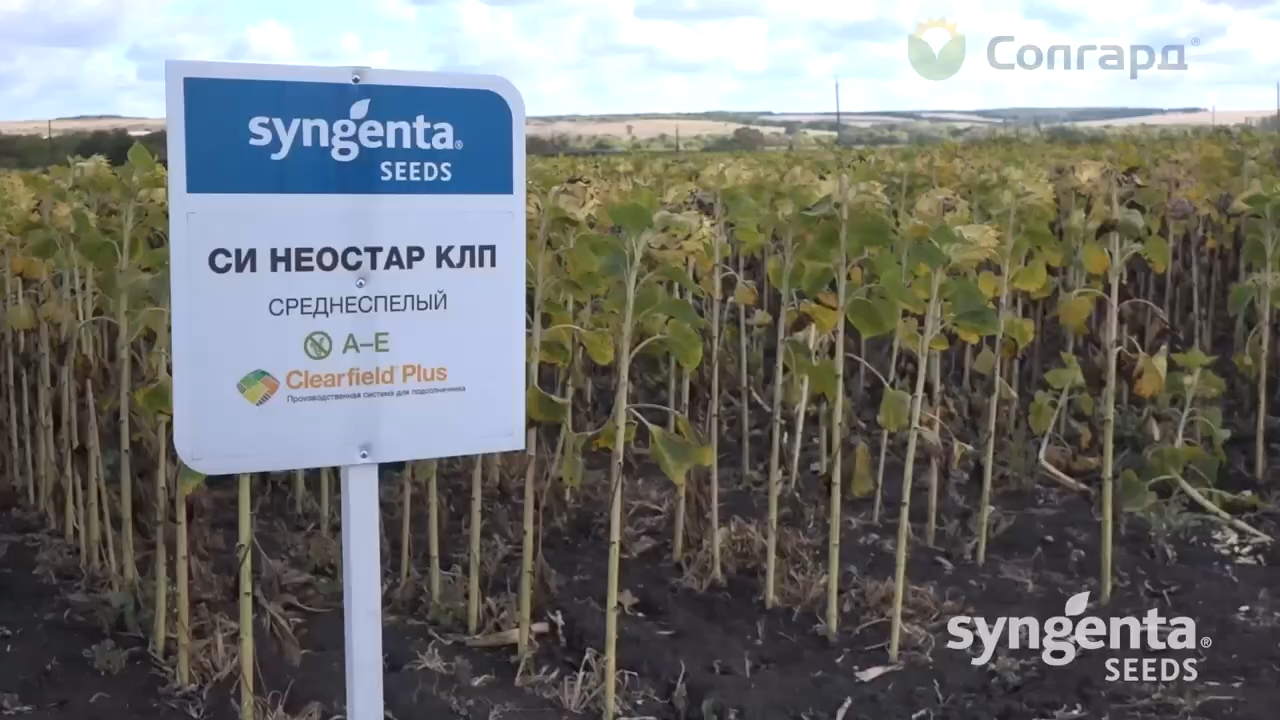 Солгард®
syngenta®
SEEDS
СИ НЕОСТАР КЛП
СРЕДНЕСПЕЛЫЙ
A–E
Clearfield® Plus
Производственная система для подсолнечника
syngenta®
SEEDS